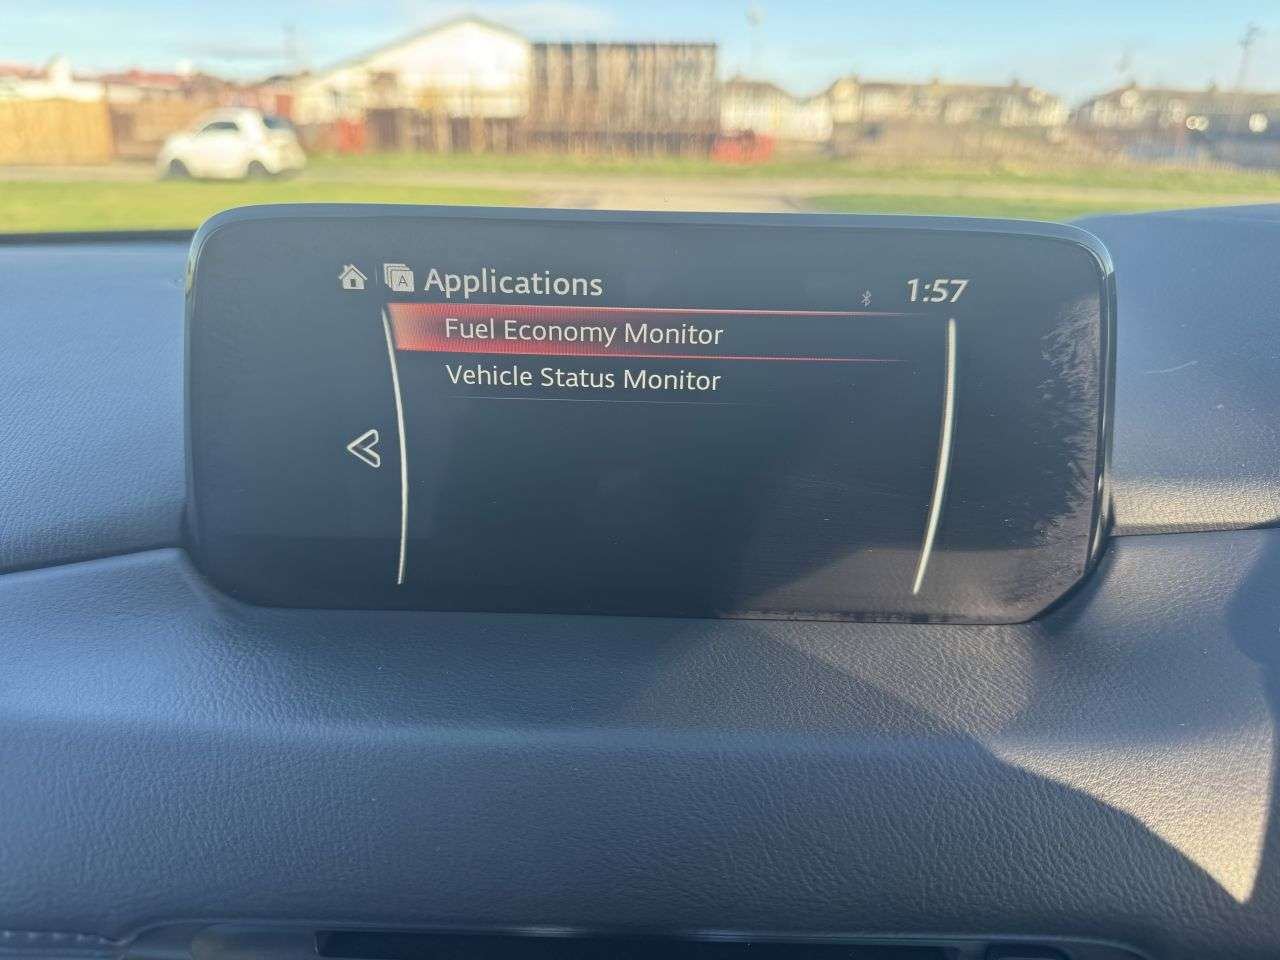 A Applications 1:57
Fuel Economy Monitor
Vehicle Status Monitor